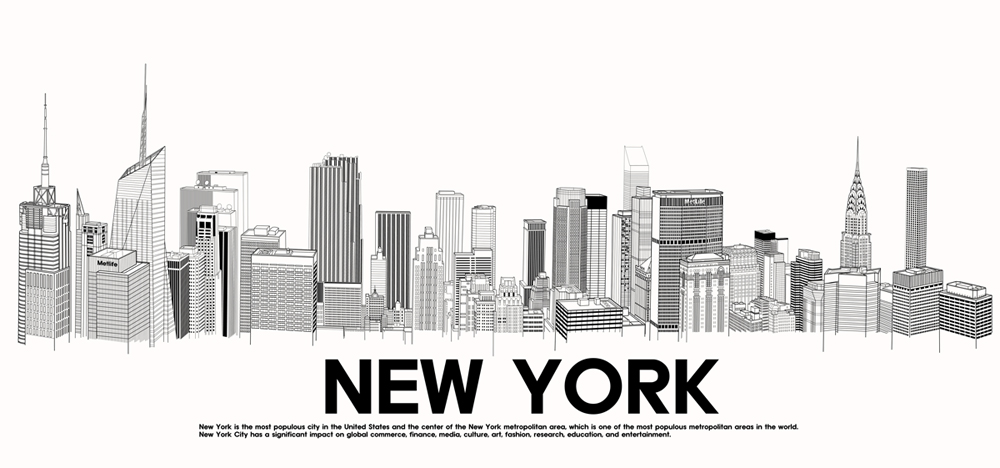 Metlife
MetLife
NEW YORK
New York is the most populous city in the United States and the center of the New York metropolitan area, which is one of the most populous metropolitan areas in the world.
New York City has a significant impact on global commerce, finance, media, culture, art, fashion, research, education, and entertainment.